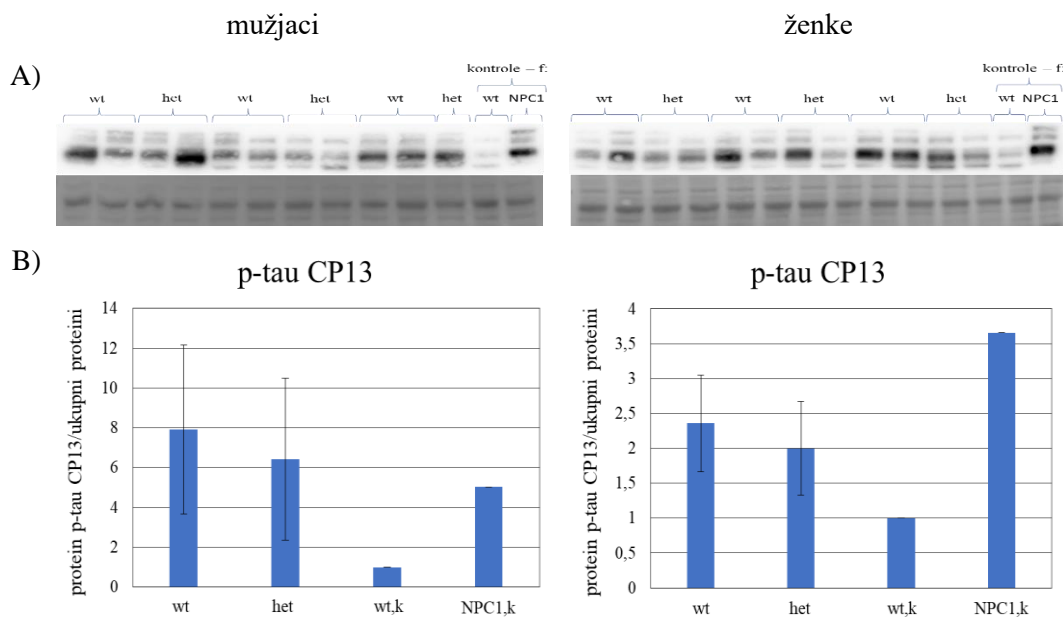 mužjaci ženke
A)
kontrole – f: kontrole – f:
wt het wt het wt het wt NPC1 wt het wt het wt het wt NPC1
B)
p-tau CP13 p-tau CP13
protein p-tau CP13/ukupni proteini
14
12
10
8
6
4
2
0
wt het wt,k NPC1,k
protein p-tau CP13/ukupni proteini
4
3,5
3
2,5
2
1,5
1
0,5
0
wt het wt,k NPC1,k